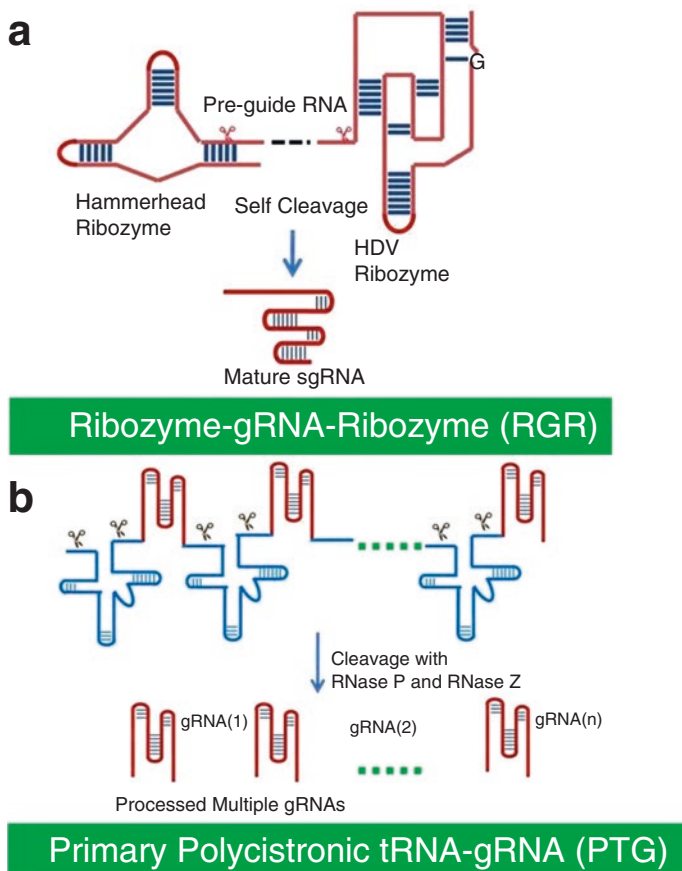 a
G
Pre-guide RNA
Hammerhead
Ribozyme
Self Cleavage
HDV
Ribozyme
Mature sgRNA
Ribozyme-gRNA-Ribozyme (RGR)
b
Cleavage with
RNase P and RNase Z
gRNA(1)
gRNA(2)
gRNA(n)
Processed Multiple gRNAs
Primary Polycistronic tRNA-gRNA (PTG)